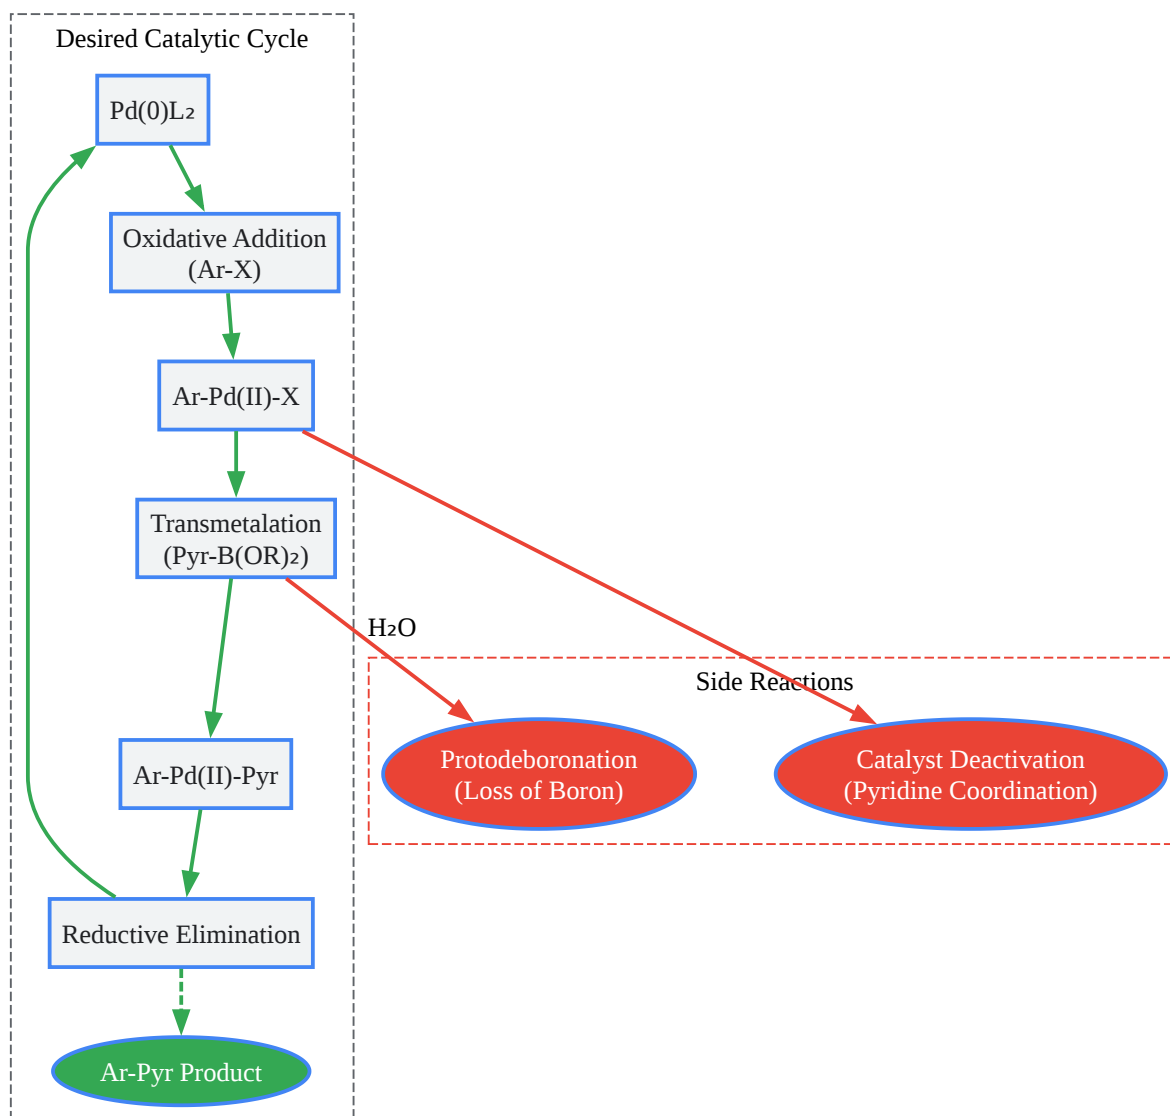 Desired Catalytic Cycle
Pd(0)L₂
Oxidative Addition
(Ar-X)
Ar-Pd(II)-X
Transmetalation
(Pyr-B(OR)₂)
H₂O
Side Reactions
Protodeboronation
(Loss of Boron)
Catalyst Deactivation
(Pyridine Coordination)
Ar-Pd(II)-Pyr
Reductive Elimination
Ar-Pyr Product